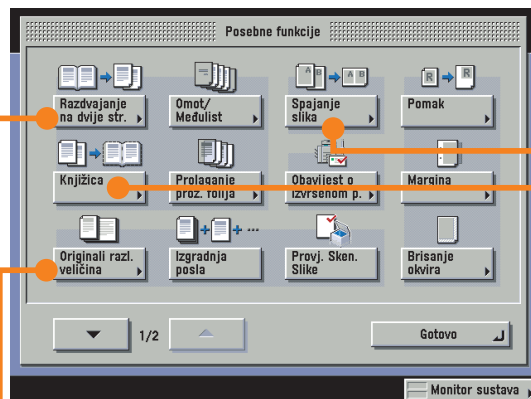 Posebne funkcije
Razdvajanje
na dvije str.
Omot/
Međulist
Spajanje
slika
Pomak
Knjižica
Prolaganje
proz. folija
Obavijest o
izvršenom p.
Margina
Originali razl.
veličina
Izgradnja
posla
Provj. Sken.
Slike
Brisanje
okvira
1/2
Gotovo
Monitor sustava